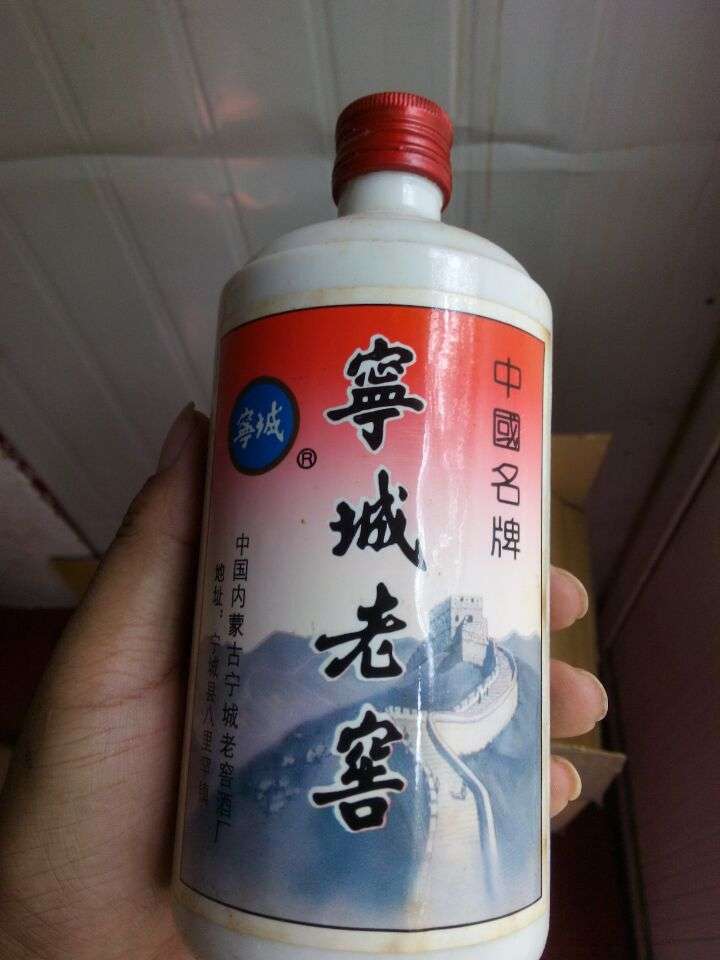 中國名牌
寧城老窖
寧城
®
中国内蒙古宁城老窖酒厂
地址：宁城县八里罕镇